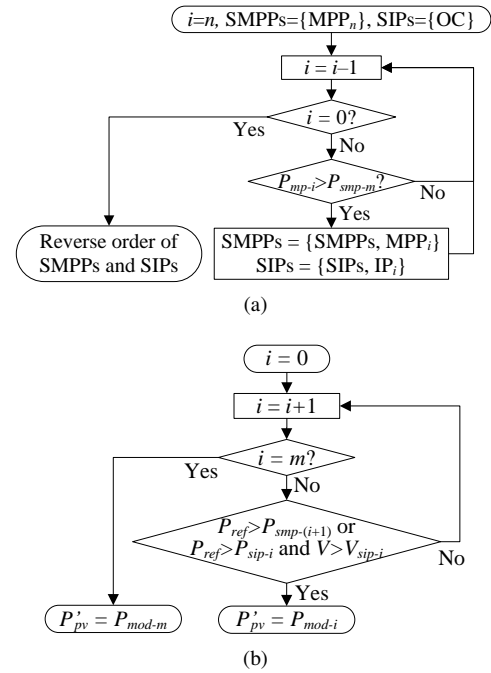 i=n, SMPPs={MPPn}, SIPs={OC}
i = i–1
i = 0?
Yes
No
Pmp-i>Psmp-m?
No
Yes
Reverse order of
SMPPs and SIPs
SMPPs = {SMPPs, MPPi}
SIPs = {SIPs, IPi}
(a)
i = 0
i = i+1
i = m?
Yes
No
Pref>Psmp-(i+1) or
Pref>Psip-i and V>Vsip-i
No
Yes
P'pv = Pmod-m
P'pv = Pmod-i
(b)